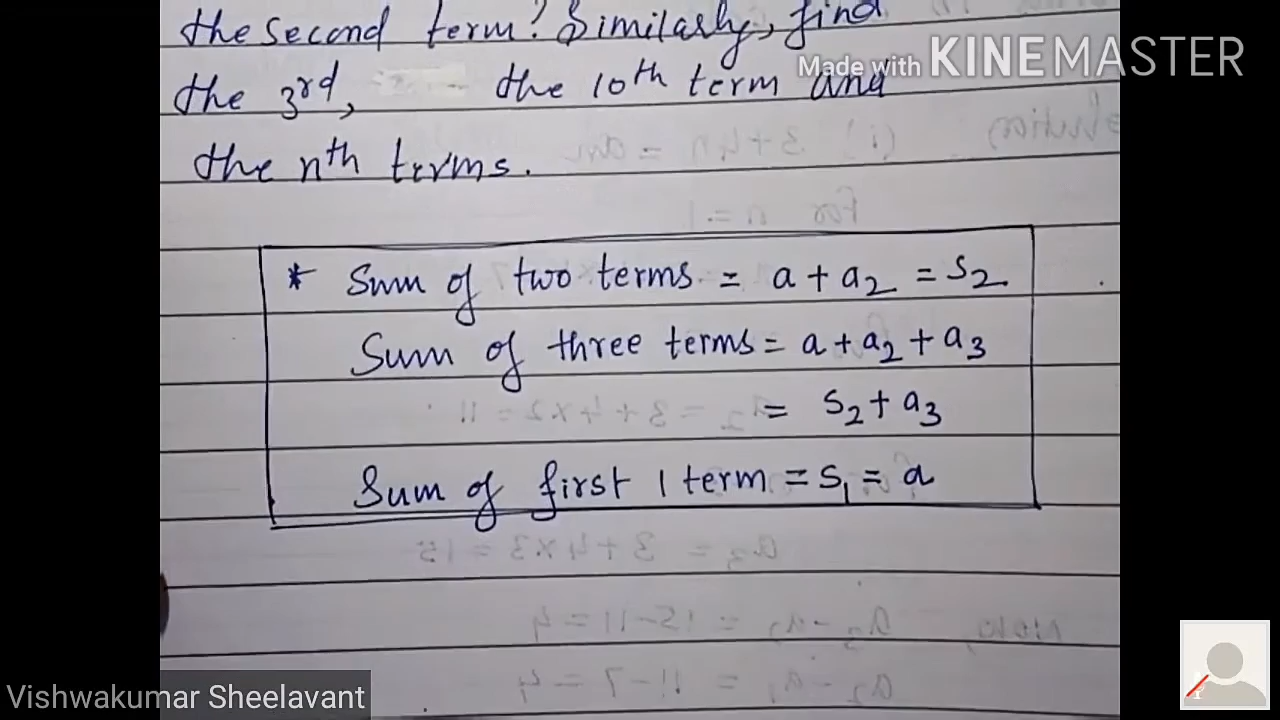 the second term? Similarly, find
Made with KINEMASTER
the 3rd, the 10th term and
the nth terms.
* Sum of two terms = a + a₂ = S₂.
Sum of three terms = a + a₂ + a₃
= S₂ + a₃
Sum of first 1 term = S₁ = a
Vishwakumar Sheelavant